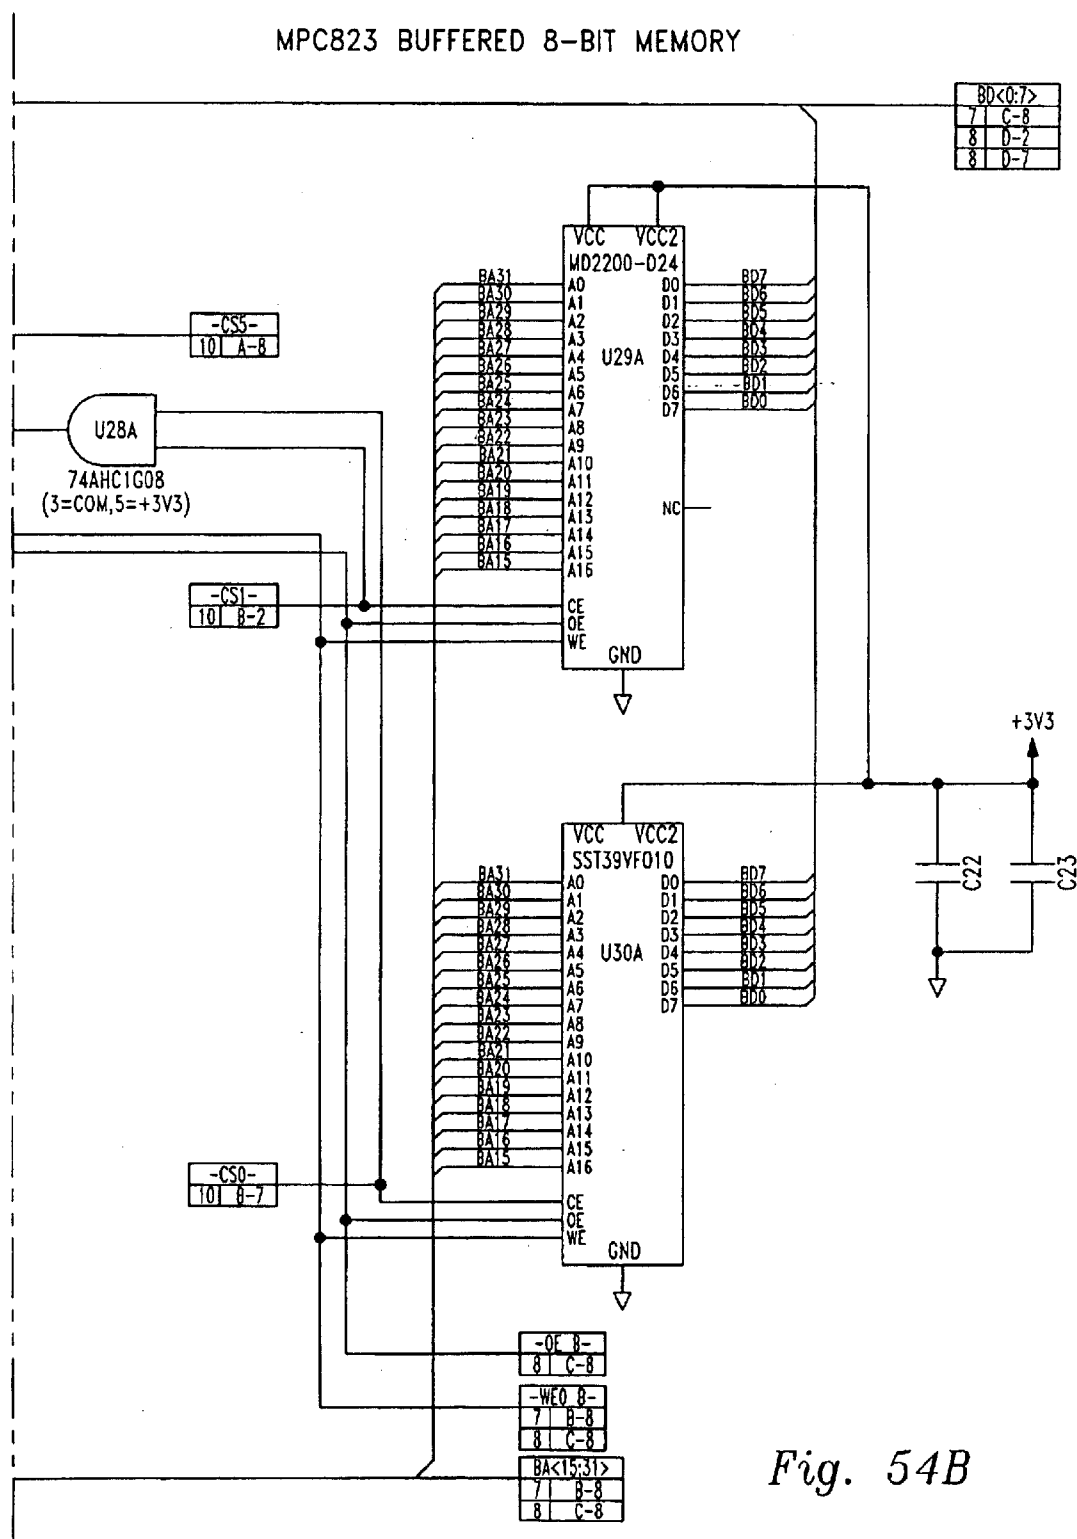 MPC823 BUFFERED 8-BIT MEMORY
BD<0:7>
7 C-8
8 D-2
8 D-7
VCC VCC2
MD2200-D24
BA31 A0 D0 BD7
BA30 A1 D1 BD6
BA29 A2 D2 BD5
BA28 A3 D3 BD4
BA27 A4 U29A D4 BD3
BA26 A5 D5 BD2
BA25 A6 D6 BD1
BA24 A7 D7 BD0
BA23 A8
BA22 A9
BA21 A10
BA20 A11
BA19 A12
BA18 A13 NC
BA17 A14
BA16 A15
BA15 A16
CE
OE
WE
GND
-CS5-
10 A-8
U28A
74AHC1G08
(3=COM,5=+3V3)
-CS1-
10 B-2
+3V3
C22
C23
VCC VCC2
SST39VF010
BA31 A0 D0 BD7
BA30 A1 D1 BD6
BA29 A2 D2 BD5
BA28 A3 D3 BD4
BA27 A4 U30A D4 BD3
BA26 A5 D5 BD2
BA25 A6 D6 BD1
BA24 A7 D7 BD0
BA23 A8
BA22 A9
BA21 A10
BA20 A11
BA19 A12
BA18 A13
BA17 A14
BA16 A15
BA15 A16
CE
OE
WE
GND
-CS0-
10 B-7
-OE B-
8 C-8
-WE0 B-
7 B-8
8 C-8
BA<15:31>
7 B-8
8 C-8
Fig. 54B